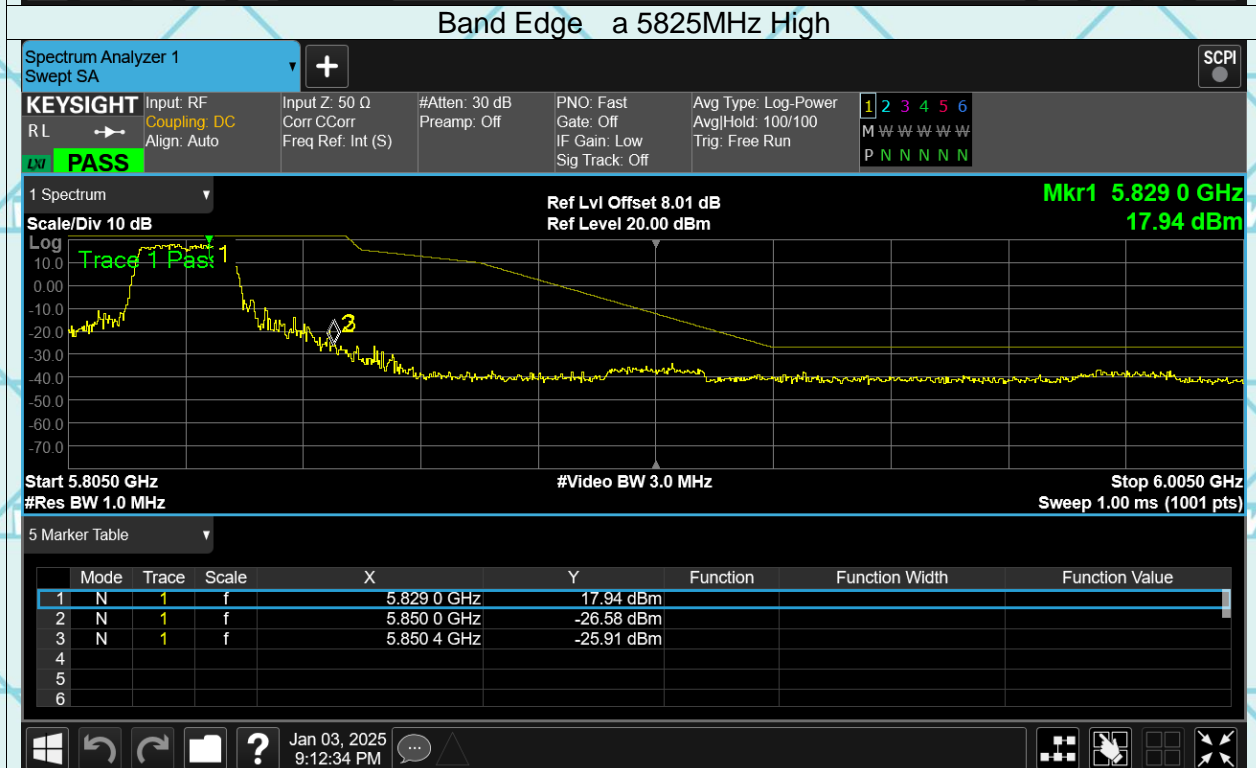 Band Edge a 5825MHz High
Spectrum Analyzer 1
Swept SA
+
SCPI
KEYSIGHT Input: RF Input Z: 50 Ω #Atten: 30 dB PNO: Fast Avg Type: Log-Power 1 2 3 4 5 6
R L Coupling: DC Corr CCorr Preamp: Off Gate: Off Avg|Hold: 100/100 M W W W W W
Align: Auto Freq Ref: Int (S) IF Gain: Low Trig: Free Run P N N N N N
LXI PASS Sig Track: Off
1 Spectrum Ref Lvl Offset 8.01 dB Mkr1 5.829 0 GHz
Scale/Div 10 dB Ref Level 20.00 dBm 17.94 dBm
Log
Trace 1 Pass 1
10.0
0.00
-10.0
-20.0
-30.0
-40.0
-50.0
-60.0
-70.0
Start 5.8050 GHz #Video BW 3.0 MHz Stop 6.0050 GHz
#Res BW 1.0 MHz Sweep 1.00 ms (1001 pts)
5 Marker Table
Mode Trace Scale X Y Function Function Width Function Value
1 N 1 f 5.829 0 GHz 17.94 dBm
2 N 1 f 5.850 0 GHz -26.58 dBm
3 N 1 f 5.850 4 GHz -25.91 dBm
4
5
6
? Jan 03, 2025
9:12:34 PM